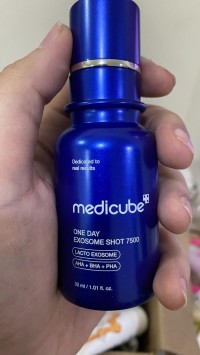 Dedicated to
real results
medicube
ONE DAY
EXOSOME SHOT 7500
LACTO EXOSOME
AHA + BHA + PHA
30 ml / 1.01 fl. oz.